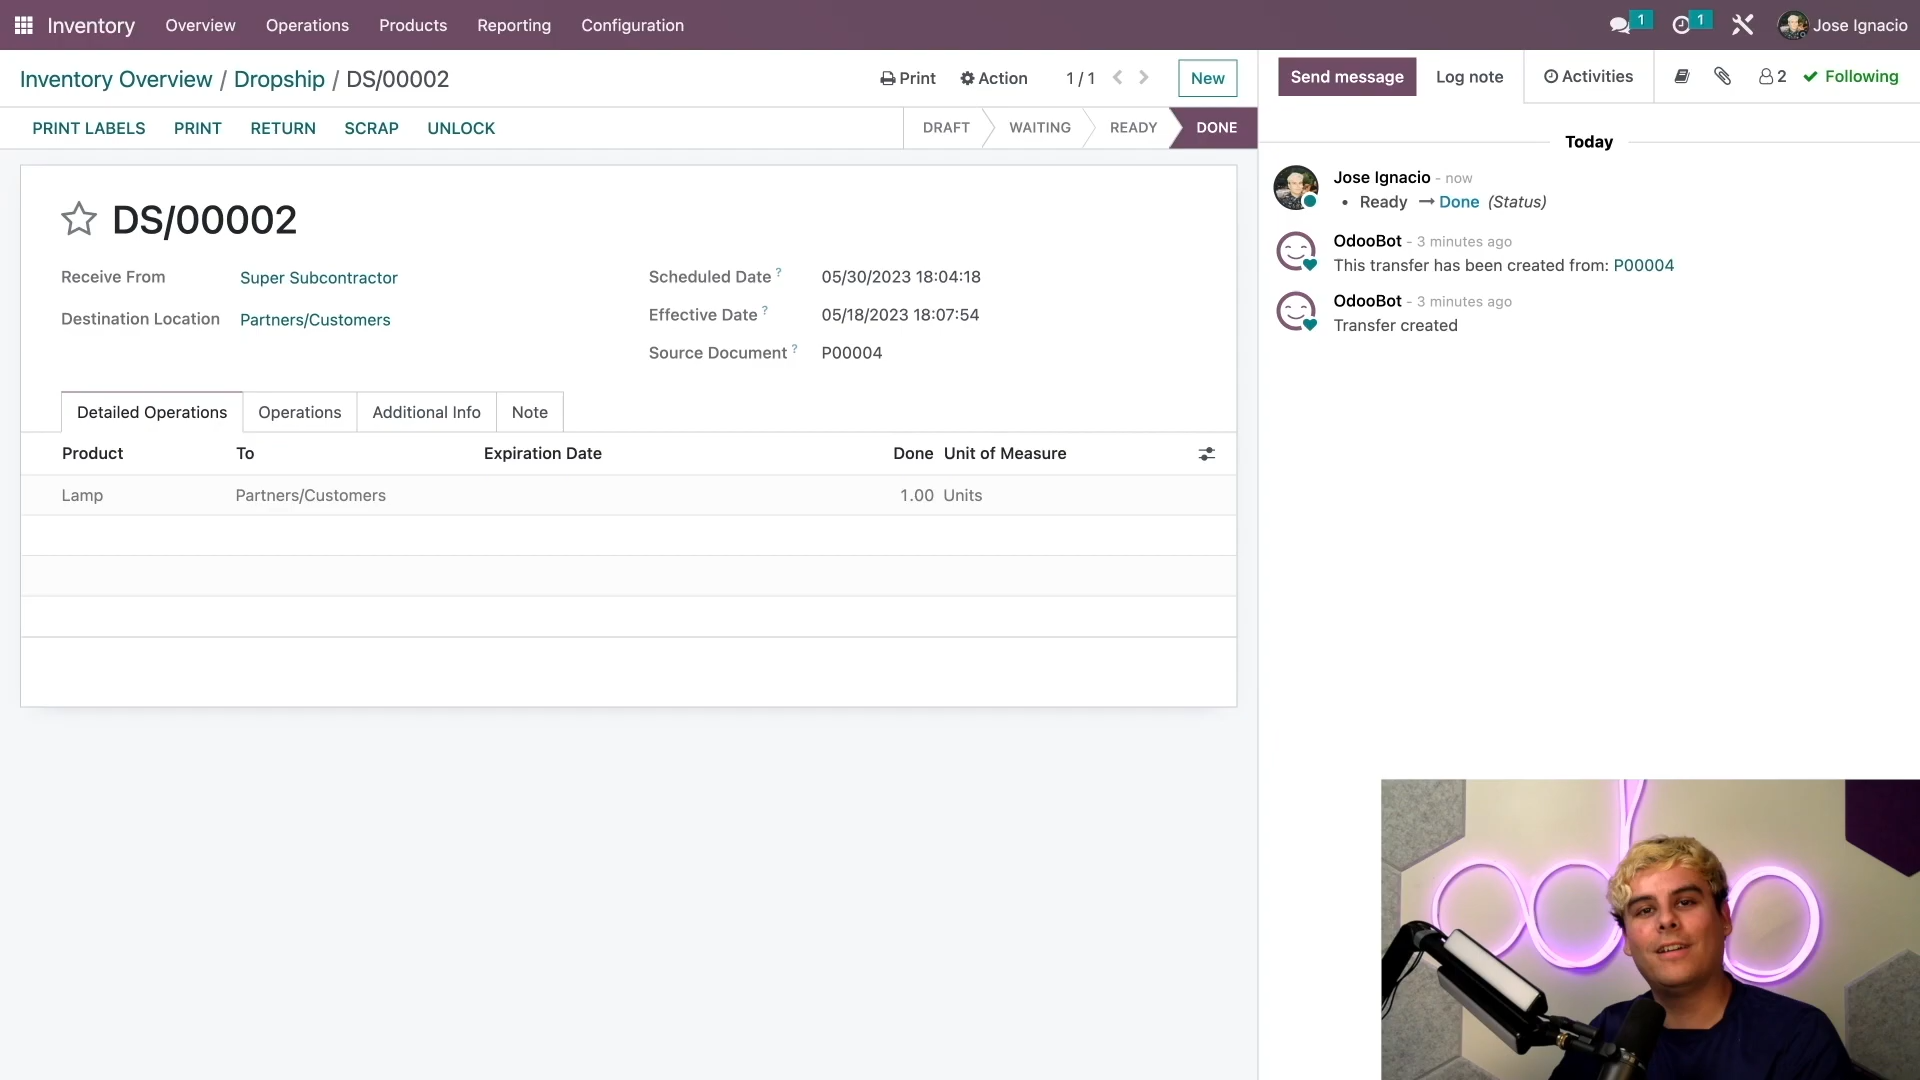 Inventory Overview Operations Products Reporting Configuration 1 1 Jose Ignacio
Inventory Overview / Dropship / DS/00002 Print Action 1 / 1 New
Send message Log note Activities 2 Following
PRINT LABELS PRINT RETURN SCRAP UNLOCK DRAFT WAITING READY DONE
DS/00002
Receive From Super Subcontractor
Destination Location Partners/Customers
Scheduled Date ? 05/30/2023 18:04:18
Effective Date ? 05/18/2023 18:07:54
Source Document ? P00004
Detailed Operations Operations Additional Info Note
Product To Expiration Date Done Unit of Measure
Lamp Partners/Customers 1.00 Units
Today
Jose Ignacio - now
• Ready → Done (Status)
OdooBot - 3 minutes ago
This transfer has been created from: P00004
OdooBot - 3 minutes ago
Transfer created
odoo